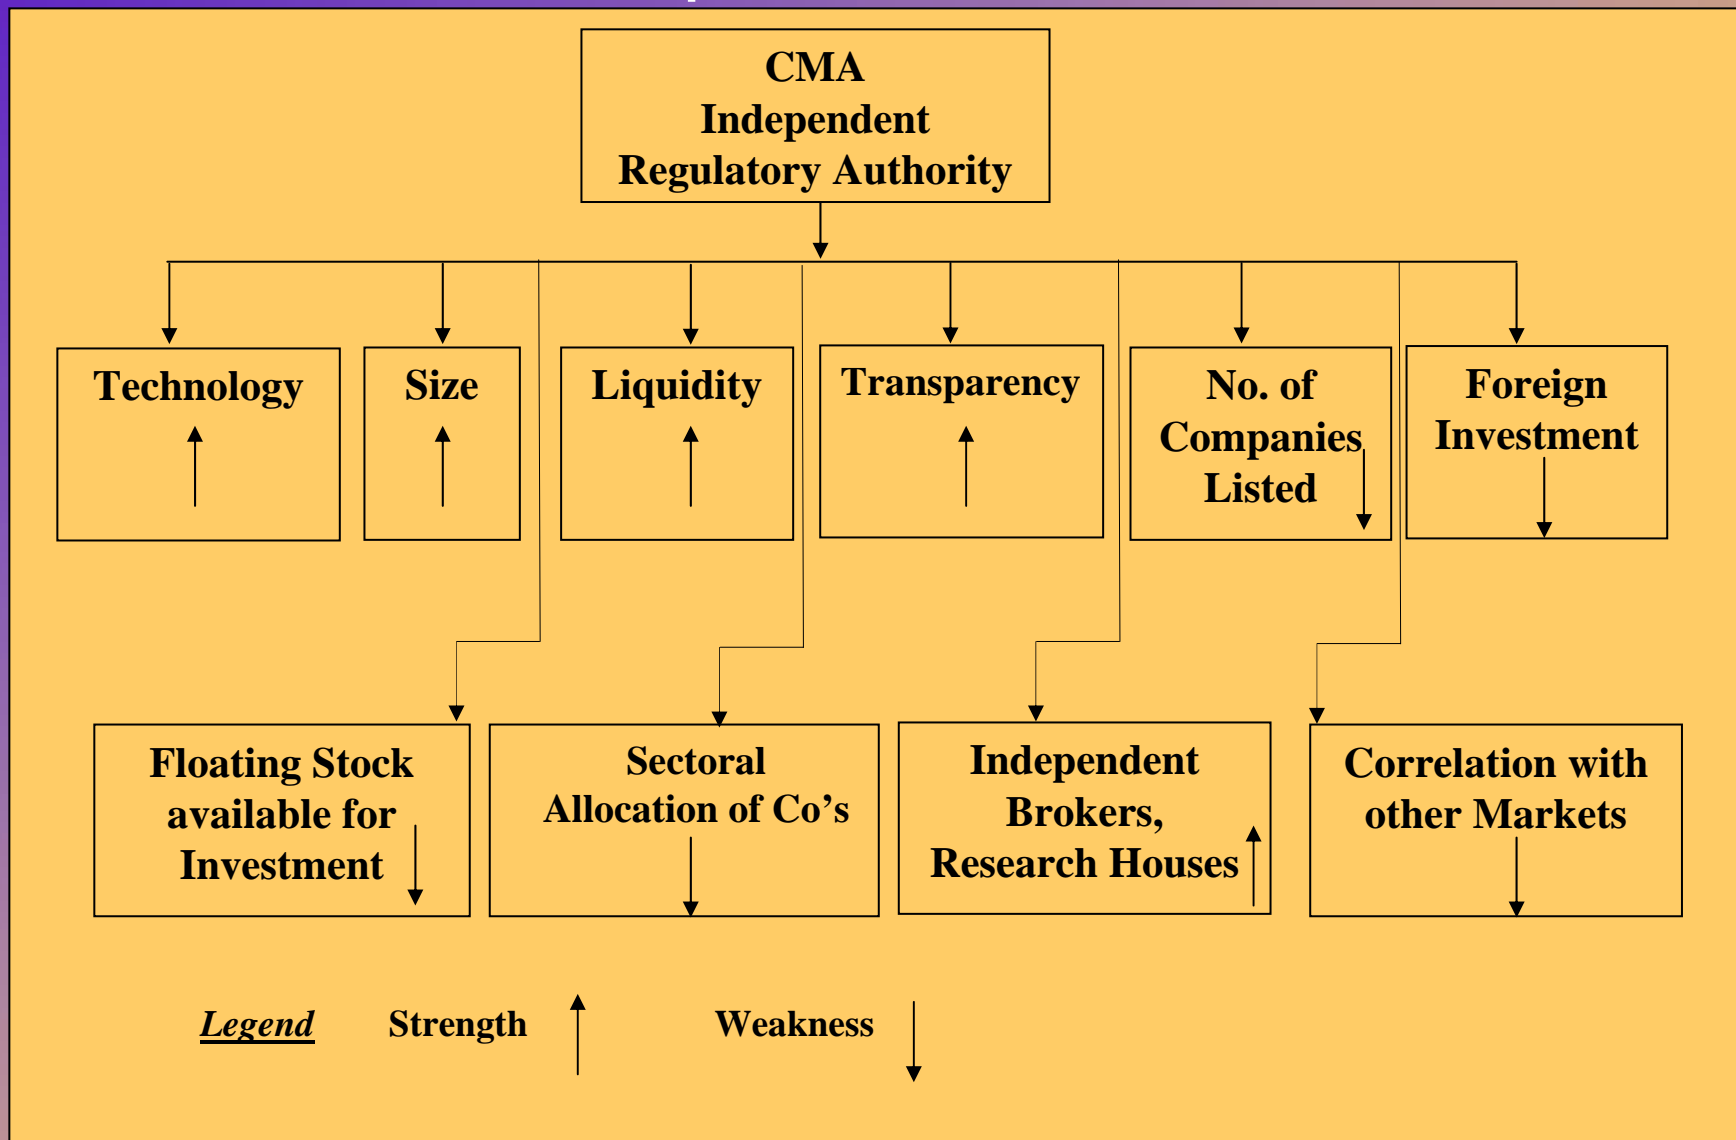 CMA
Independent
Regulatory Authority
Technology
Size
Liquidity
Transparency
No. of
Companies
Listed
Foreign
Investment
Floating Stock
available for
Investment
Sectoral
Allocation of Co’s
Independent
Brokers,
Research Houses
Correlation with
other Markets
Legend Strength Weakness